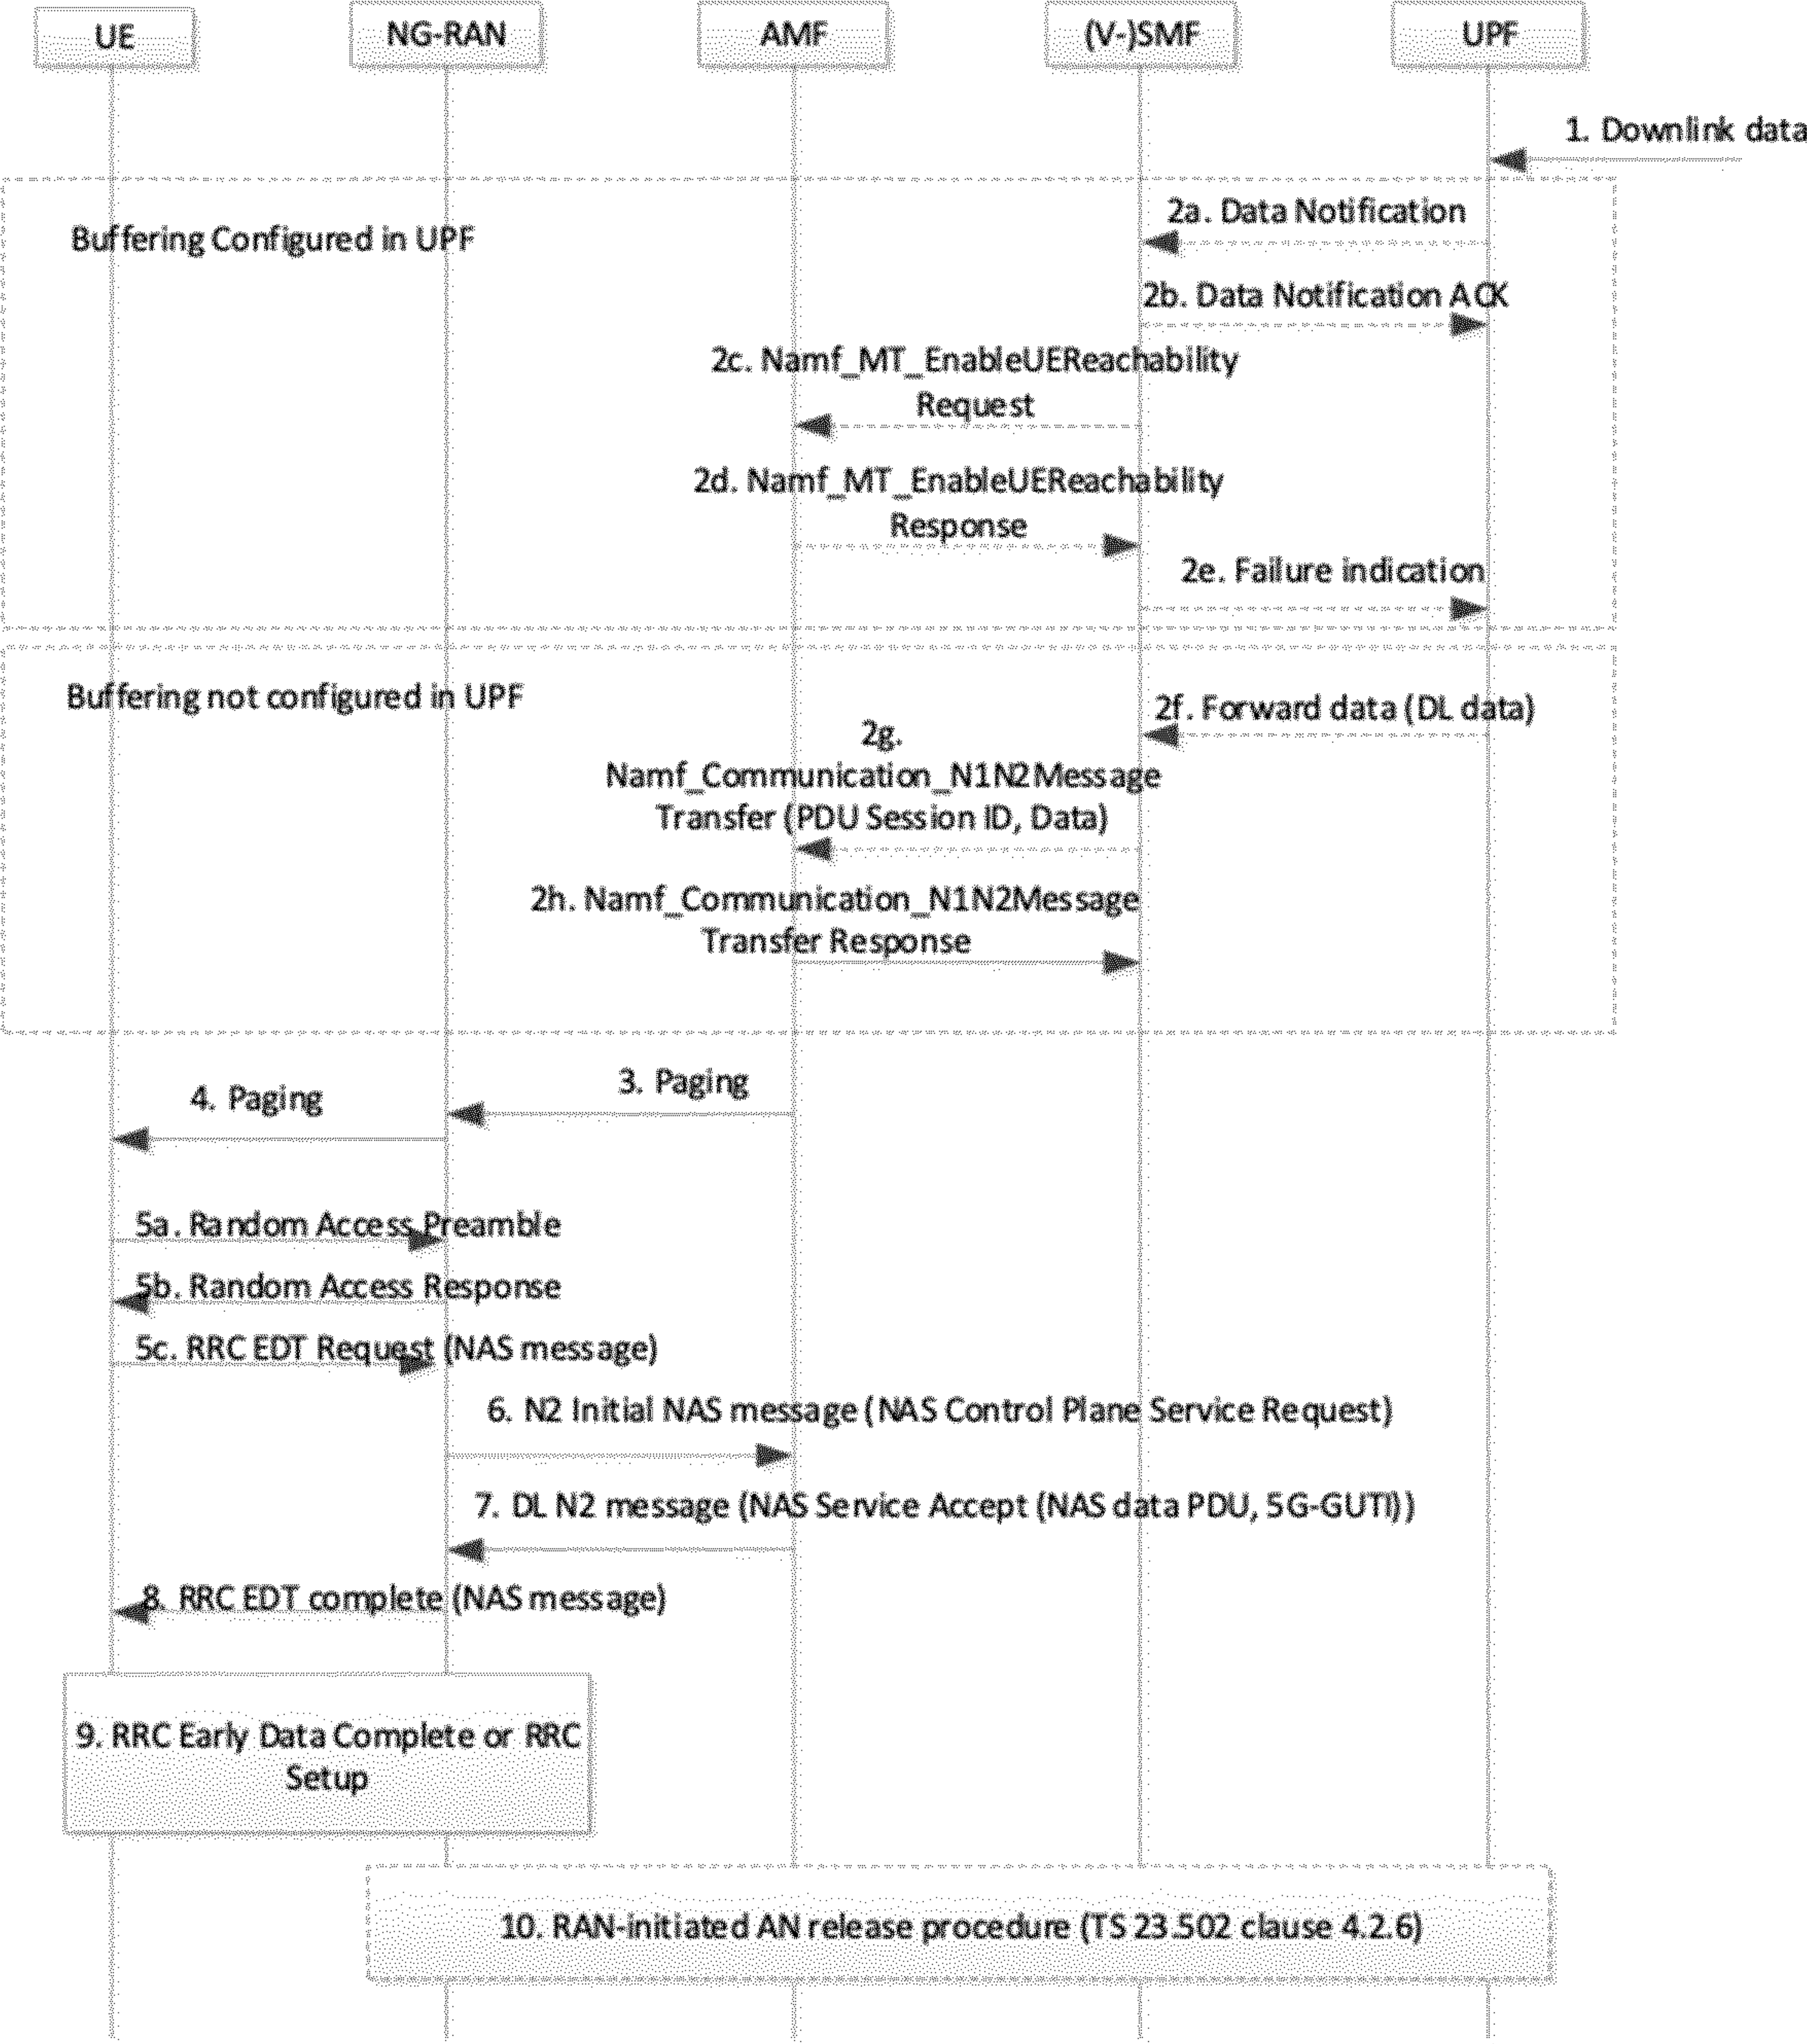 UE
NG-RAN
AMF
(V-)SMF
UPF
1. Downlink data
2a. Data Notification
Buffering Configured in UPF
2b. Data Notification ACK
2c. Namf_MT_EnableUEReachability
Request
2d. Namf_MT_EnableUEReachability
Response
2e. Failure indication
Buffering not configured in UPF
2f. Forward data (DL data)
2g.
Namf_Communication_N1N2Message
Transfer (PDU Session ID, Data)
2h. Namf_Communication_N1N2Message
Transfer Response
3. Paging
4. Paging
5a. Random Access Preamble
5b. Random Access Response
5c. RRC EDT Request (NAS message)
6. N2 Initial NAS message (NAS Control Plane Service Request)
7. DL N2 message (NAS Service Accept (NAS data PDU, 5G-GUTI))
8. RRC EDT complete (NAS message)
9. RRC Early Data Complete or RRC
Setup
10. RAN-initiated AN release procedure (TS 23.502 clause 4.2.6)